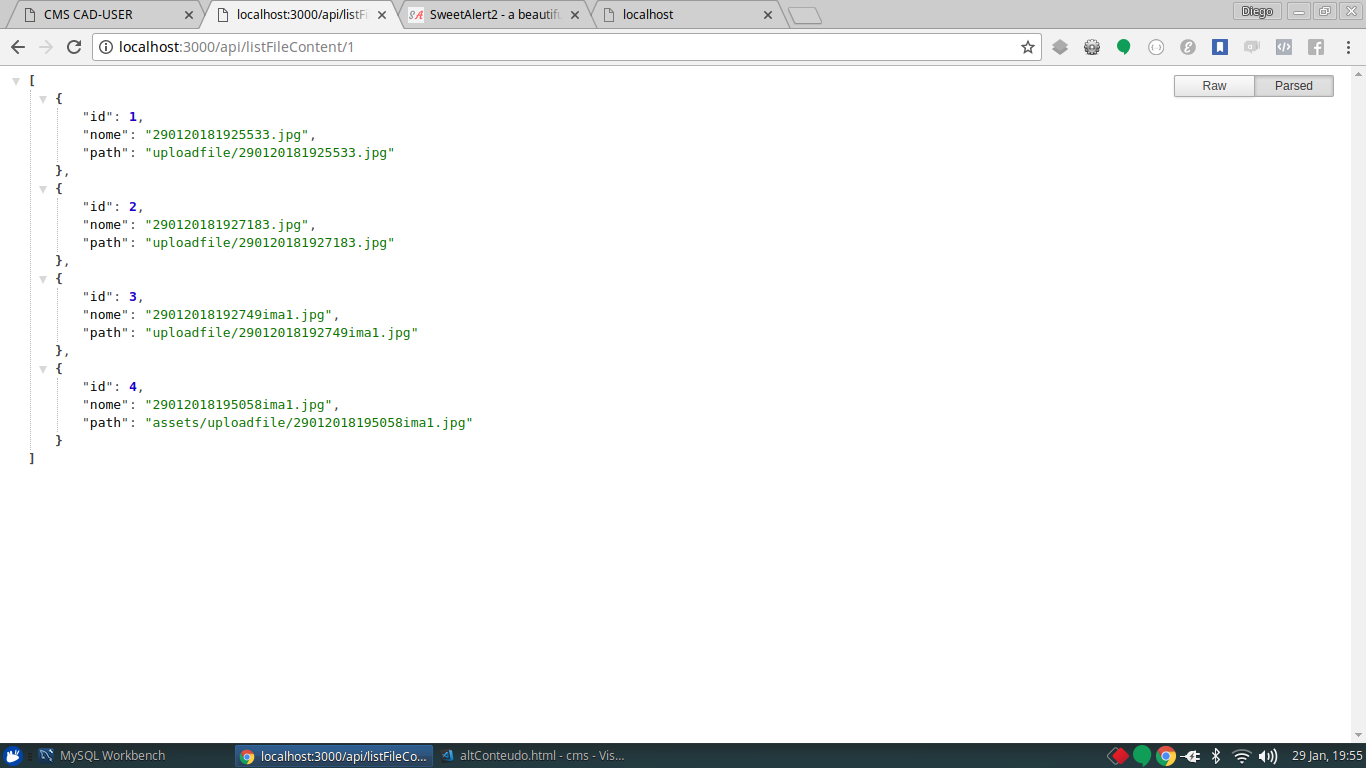 CMS CAD-USER
localhost:3000/api/listFi
SweetAlert2 - a beautifu
localhost
Diego
localhost:3000/api/listFileContent/1
Raw
Parsed
[
{
"id": 1,
"nome": "290120181925533.jpg",
"path": "uploadfile/290120181925533.jpg"
},
{
"id": 2,
"nome": "290120181927183.jpg",
"path": "uploadfile/290120181927183.jpg"
},
{
"id": 3,
"nome": "29012018192749ima1.jpg",
"path": "uploadfile/29012018192749ima1.jpg"
},
{
"id": 4,
"nome": "29012018195058ima1.jpg",
"path": "assets/uploadfile/29012018195058ima1.jpg"
}
]
MySQL Workbench
localhost:3000/api/listFileCo...
altConteudo.html - cms - Vis...
29 Jan, 19:55